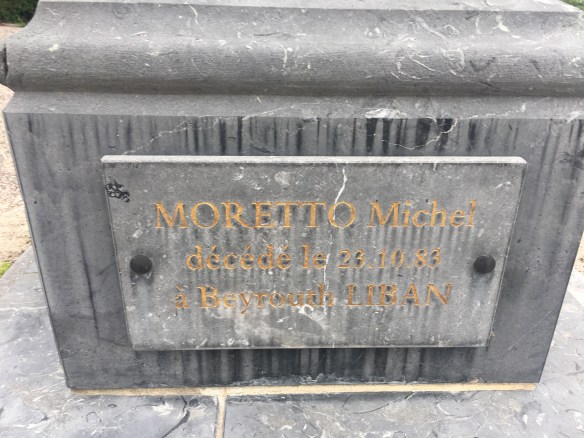 MORETTO Michel
décédé le 23.10.83
à Beyrouth LIBAN